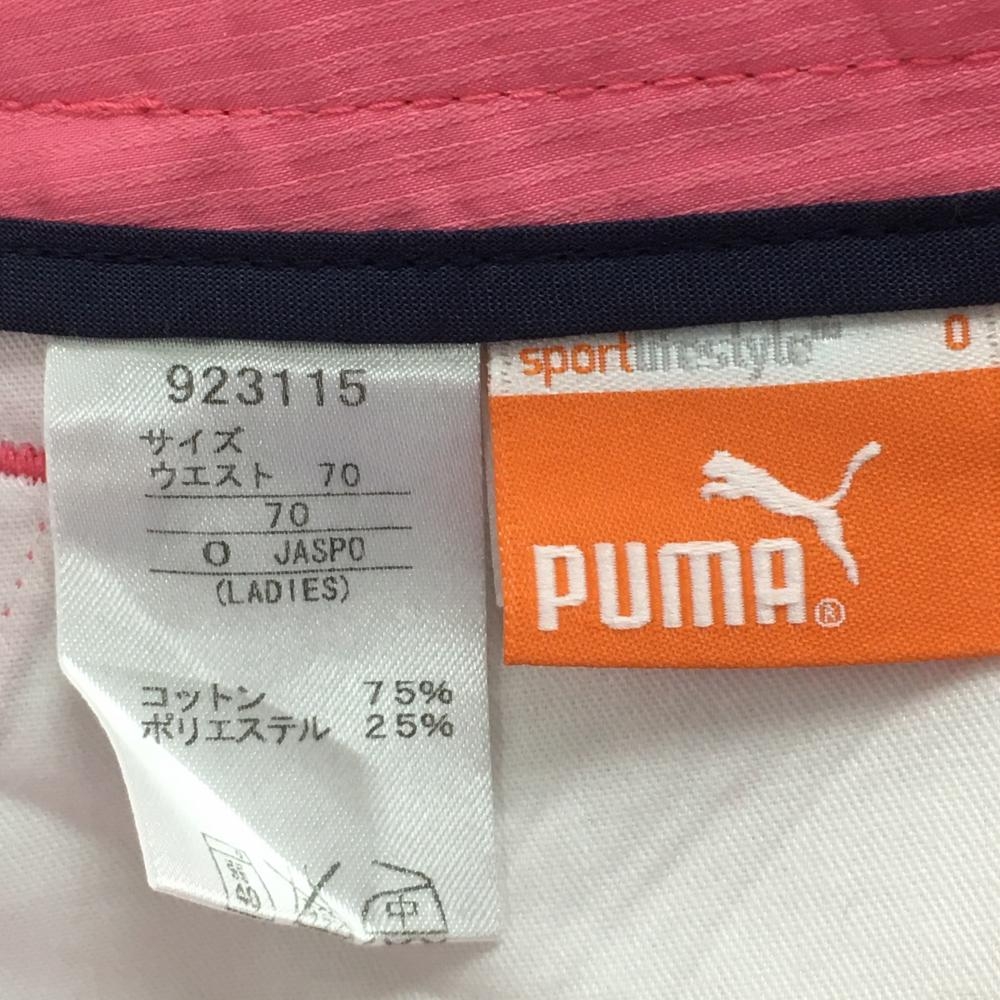 923115
サイズ
ウエスト 70
70
O JASPO
(LADIES)
コットン 75%
ポリエステル 25%
中
sportlifestyle
O
PUMA®